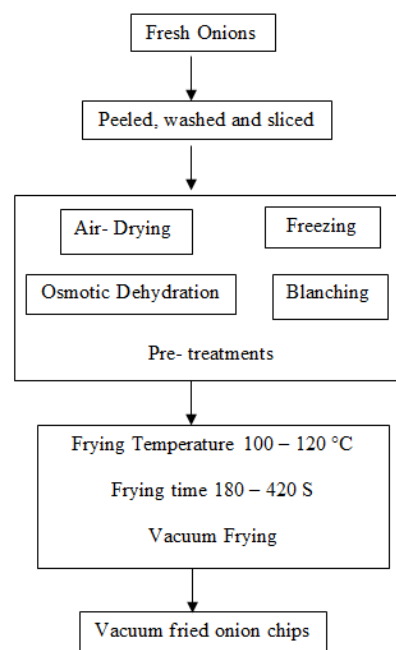 Fresh Onions
Peeled, washed and sliced
Air- Drying
Freezing
Osmotic Dehydration
Blanching
Pre- treatments
Frying Temperature 100 – 120 °C
Frying time 180 – 420 S
Vacuum Frying
Vacuum fried onion chips